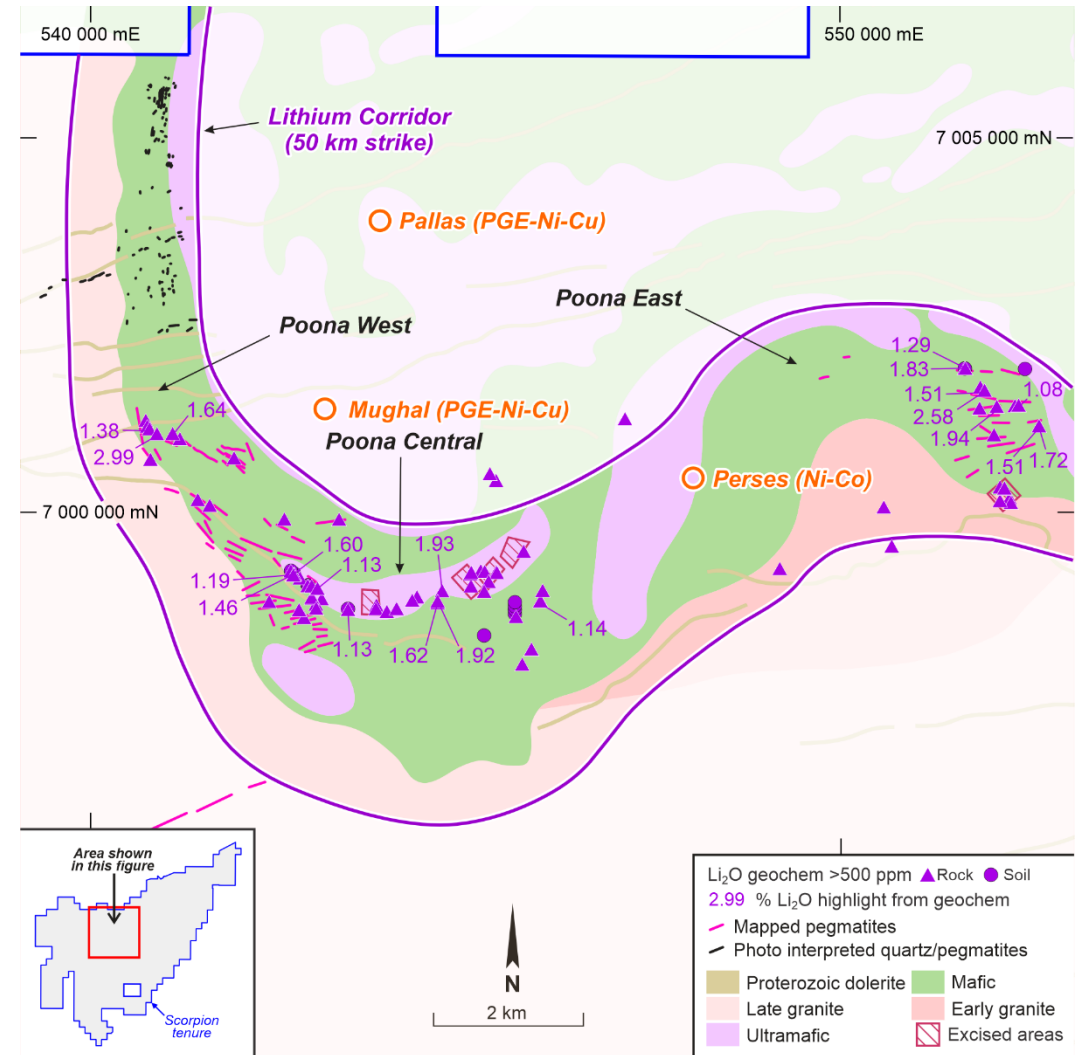 540 000 mE
550 000 mE
Lithium Corridor
(50 km strike)
7 005 000 mN
Pallas (PGE-Ni-Cu)
Poona East
Poona West
1.29
1.83
1.08
1.51
2.58
1.94
1.51
1.72
Mughal (PGE-Ni-Cu)
Poona Central
1.64
1.38
2.99
Perses (Ni-Co)
7 000 000 mN
1.60
1.93
1.13
1.19
1.46
1.13
1.62
1.92
1.14
Area shown
in this figure
Scorpion
tenure
N
2 km
Li₂O geochem >500 ppm Rock Soil
2.99 % Li₂O highlight from geochem
Mapped pegmatites
Photo interpreted quartz/pegmatites
Proterozoic dolerite Mafic
Late granite Early granite
Ultramafic Excised areas